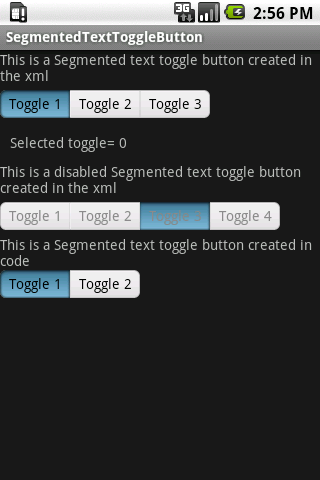 3G 2:56 PM
SegmentedTextToggleButton
This is a Segmented text toggle button created in
the xml
Toggle 1 Toggle 2 Toggle 3
Selected toggle= 0
This is a disabled Segmented text toggle button
created in the xml
Toggle 1 Toggle 2 Toggle 3 Toggle 4
This is a Segmented text toggle button created in
code
Toggle 1 Toggle 2